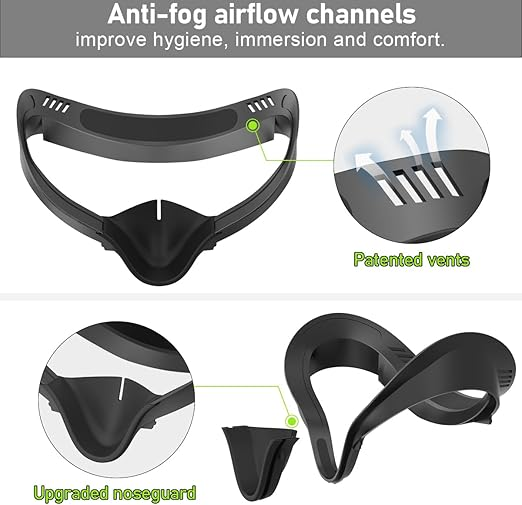 Anti-fog airflow channels
improve hygiene, immersion and comfort.
Patented vents
Upgraded noseguard